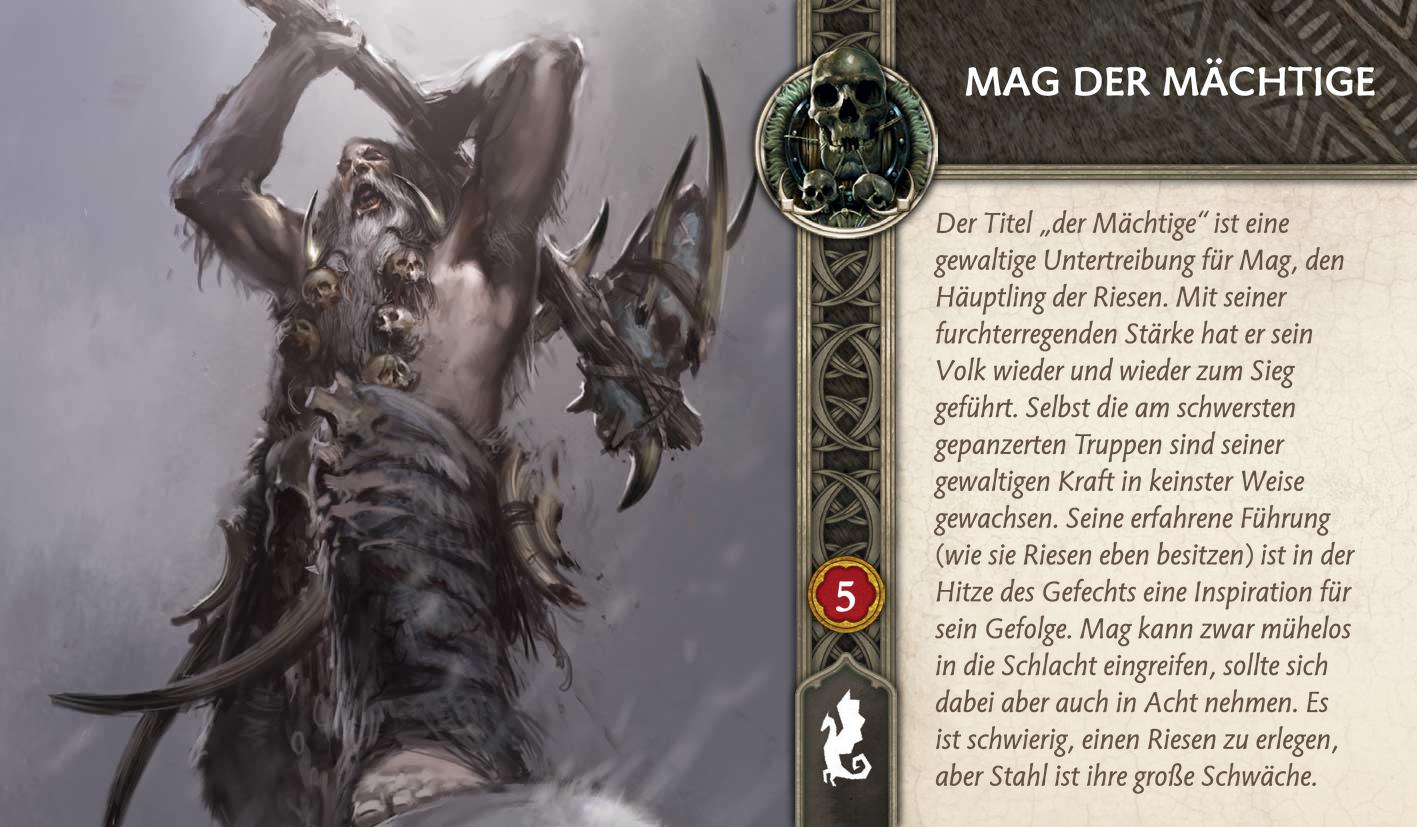 MAG DER MÄCHTIGE
Der Titel „der Mächtige“ ist eine
gewaltige Untertreibung für Mag, den
Häuptling der Riesen. Mit seiner
furchterregenden Stärke hat er sein
Volk wieder und wieder zum Sieg
geführt. Selbst die am schwersten
gepanzerten Truppen sind seiner
gewaltigen Kraft in keinster Weise
gewachsen. Seine erfahrene Führung
(wie sie Riesen eben besitzen) ist in der
Hitze des Gefechts eine Inspiration für
sein Gefolge. Mag kann zwar mühelos
in die Schlacht eingreifen, sollte sich
dabei aber auch in Acht nehmen. Es
ist schwierig, einen Riesen zu erlegen,
aber Stahl ist ihre große Schwäche.
5